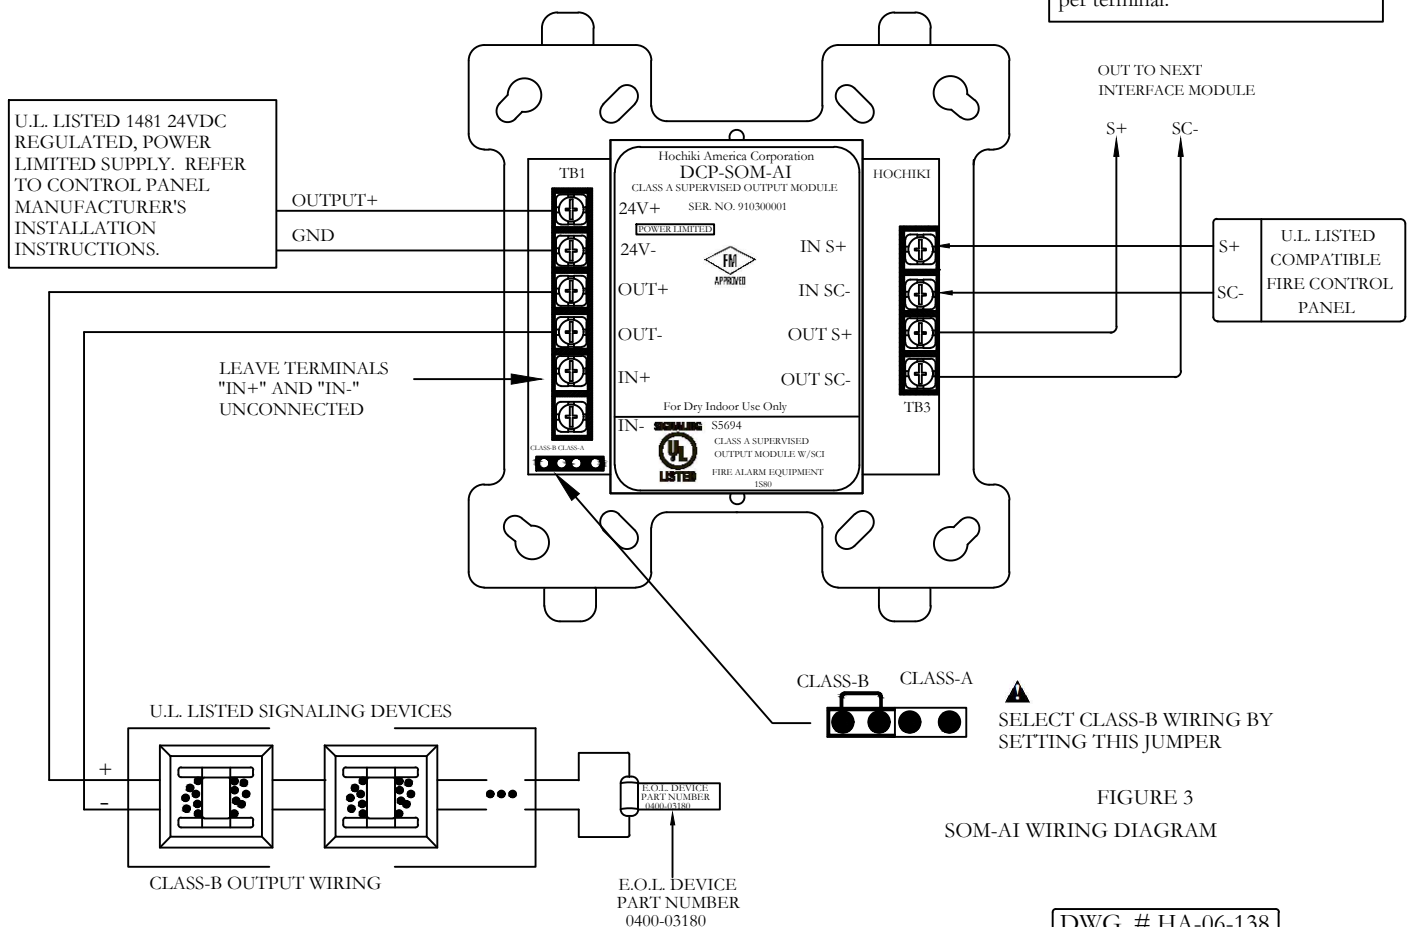 per terminal.
OUT TO NEXT
INTERFACE MODULE
S+ SC-
U.L. LISTED 1481 24VDC
REGULATED, POWER
LIMITED SUPPLY. REFER
TO CONTROL PANEL
MANUFACTURER'S
INSTALLATION
INSTRUCTIONS.
OUTPUT+
GND
TB1
Hochiki America Corporation
DCP-SOM-AI
CLASS A SUPERVISED OUTPUT MODULE
SER. NO. 910300001
24V+
POWER LIMITED
24V-
FM
APPROVED
OUT+
OUT-
IN+
IN-
IN S+
IN SC-
OUT S+
OUT SC-
For Dry Indoor Use Only
SIGNALING
UL
LISTED
S5694
CLASS A SUPERVISED
OUTPUT MODULE W/SCI
FIRE ALARM EQUIPMENT
1S80
HOCHIKI
TB3
S+
SC-
U.L. LISTED
COMPATIBLE
FIRE CONTROL
PANEL
LEAVE TERMINALS
"IN+" AND "IN-"
UNCONNECTED
CLASS-B CLASS-A
CLASS-B CLASS-A
SELECT CLASS-B WIRING BY
SETTING THIS JUMPER
U.L. LISTED SIGNALING DEVICES
+
-
E.O.L. DEVICE
PART NUMBER
0400-03180
CLASS-B OUTPUT WIRING
E.O.L. DEVICE
PART NUMBER
0400-03180
FIGURE 3
SOM-AI WIRING DIAGRAM
DWG. # HA-06-138